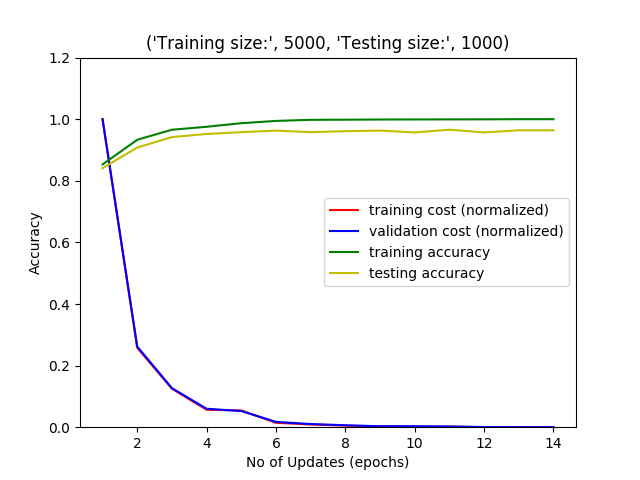 ('Training size:', 5000, 'Testing size:', 1000)
1.2
1.0
0.8
0.6
0.4
0.2
0.0
Accuracy
training cost (normalized)
validation cost (normalized)
training accuracy
testing accuracy
2 4 6 8 10 12 14
No of Updates (epochs)